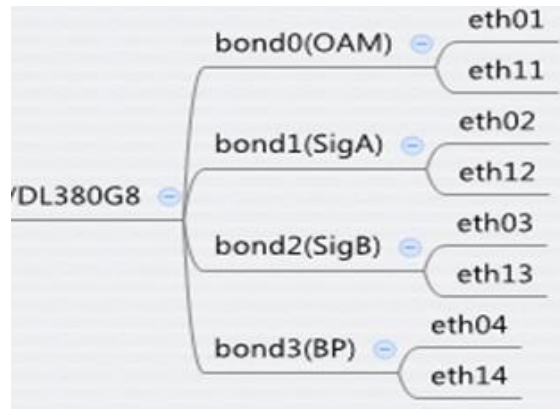 /DL380G8
bond0(OAM)
eth01
eth11
bond1(SigA)
eth02
eth12
bond2(SigB)
eth03
eth13
bond3(BP)
eth04
eth14